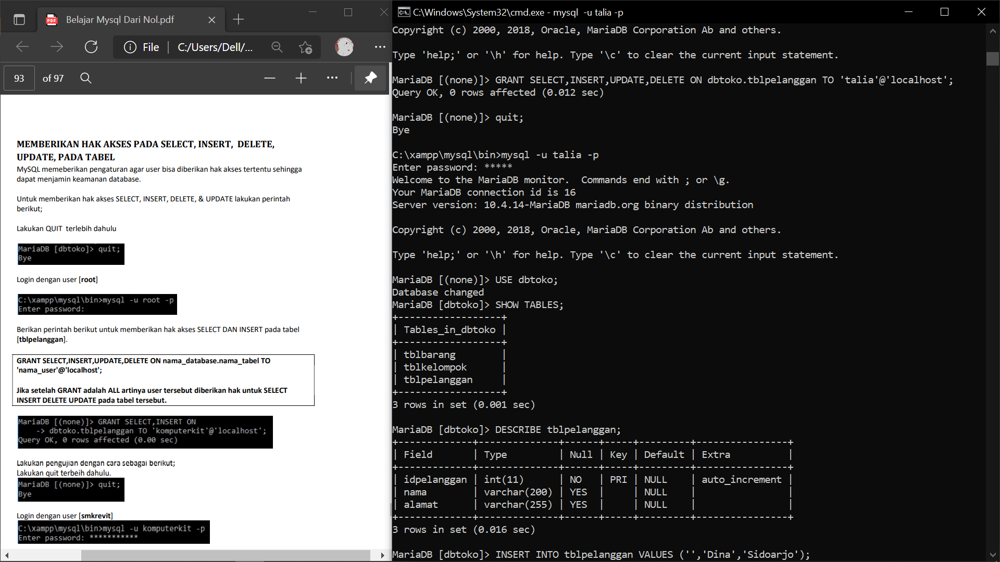 Belajar Mysql Dari Nol.pdf
File
C:/Users/Dell/...
93 of 97
MEMBERIKAN HAK AKSES PADA SELECT, INSERT, DELETE,
UPDATE, PADA TABEL
MySQL memeberikan pengaturan agar user bisa diberikan hak akses tertentu sehingga
dapat menjamin keamanan database.
Untuk memberikan hak akses SELECT, INSERT, DELETE, & UPDATE lakukan perintah
berikut;
Lakukan QUIT terlebih dahulu
MariaDB [dbtoko]> quit;
Bye
Login dengan user [root]
C:\xampp\mysql\bin>mysql -u root -p
Enter password:
Berikan perintah berikut untuk memberikan hak akses SELECT DAN INSERT pada tabel
[tblpelanggan].
GRANT SELECT,INSERT,UPDATE,DELETE ON nama_database.nama_tabel TO
'nama_user'@'localhost';
Jika setelah GRANT adalah ALL artinya user tersebut diberikan hak untuk SELECT
INSERT DELETE UPDATE pada tabel tersebut.
MariaDB [(none)]> GRANT SELECT,INSERT ON
-> dbtoko.tblpelanggan TO 'komputerkit'@'localhost';
Query OK, 0 rows affected (0.00 sec)
Lakukan pengujian dengan cara sebagai berikut;
Lakukan quit terbeih dahulu.
MariaDB [(none)]> quit;
Bye
Login dengan user [smkrevit]
C:\xampp\mysql\bin>mysql -u komputerkit -p
Enter password: ***********
C:\Windows\System32\cmd.exe - mysql  -u talia -p
Copyright (c) 2000, 2018, Oracle, MariaDB Corporation Ab and others.
Type 'help;' or '\h' for help. Type '\c' to clear the current input statement.
MariaDB [(none)]> GRANT SELECT,INSERT,UPDATE,DELETE ON dbtoko.tblpelanggan TO 'talia'@'localhost';
Query OK, 0 rows affected (0.012 sec)
MariaDB [(none)]> quit;
Bye
C:\xampp\mysql\bin>mysql -u talia -p
Enter password: *****
Welcome to the MariaDB monitor.  Commands end with ; or \g.
Your MariaDB connection id is 16
Server version: 10.4.14-MariaDB mariadb.org binary distribution
Copyright (c) 2000, 2018, Oracle, MariaDB Corporation Ab and others.
Type 'help;' or '\h' for help. Type '\c' to clear the current input statement.
MariaDB [(none)]> USE dbtoko;
Database changed
MariaDB [dbtoko]> SHOW TABLES;
+------------------+
| Tables_in_dbtoko |
+------------------+
| tblbarang        |
| tblkelompok      |
| tblpelanggan     |
+------------------+
3 rows in set (0.001 sec)
MariaDB [dbtoko]> DESCRIBE tblpelanggan;
+-------------+--------------+------+-----+---------+----------------+
| Field       | Type         | Null | Key | Default | Extra          |
+-------------+--------------+------+-----+---------+----------------+
| idpelanggan | int(11)      | NO   | PRI | NULL    | auto_increment |
| nama        | varchar(200) | YES  |     | NULL    |                |
| alamat      | varchar(255) | YES  |     | NULL    |                |
+-------------+--------------+------+-----+---------+----------------+
3 rows in set (0.016 sec)
MariaDB [dbtoko]> INSERT INTO tblpelanggan VALUES ('','Dina','Sidoarjo');